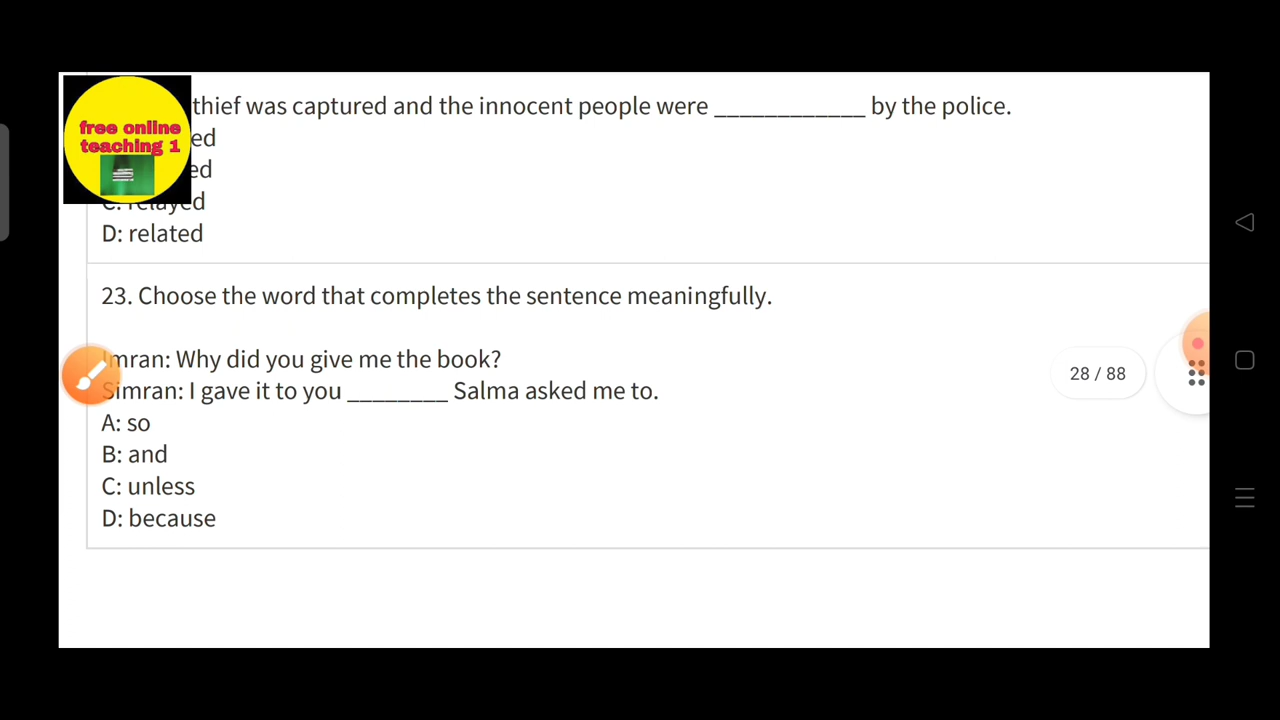 thief was captured and the innocent people were ____________ by the police.
free online
teaching 1
ed
ed
C: relayed
D: related
23. Choose the word that completes the sentence meaningfully.
Imran: Why did you give me the book?
Simran: I gave it to you ________ Salma asked me to.
28 / 88
A: so
B: and
C: unless
D: because